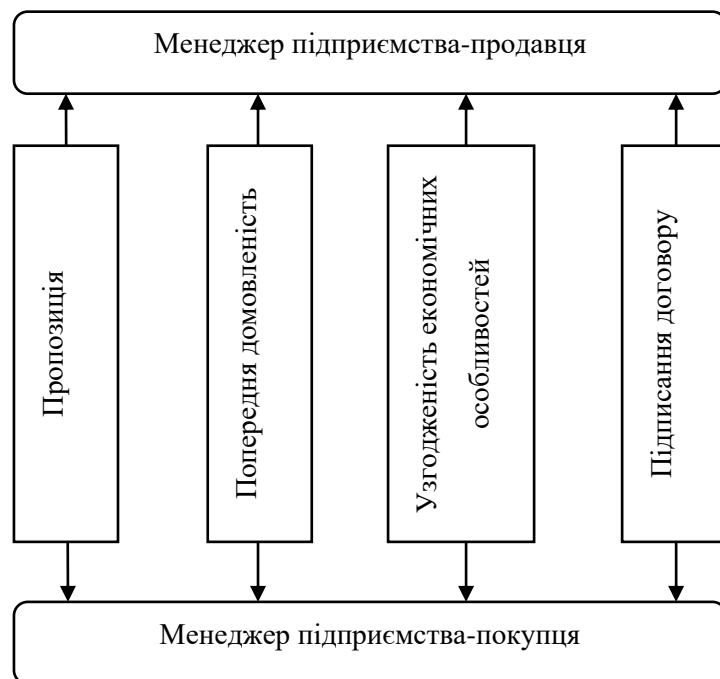 Менеджер підприємства-продавця
Пропозиція
Попередня домовленість
Узгодженість економічних
особливостей
Підписання договору
Менеджер підприємства-покупця